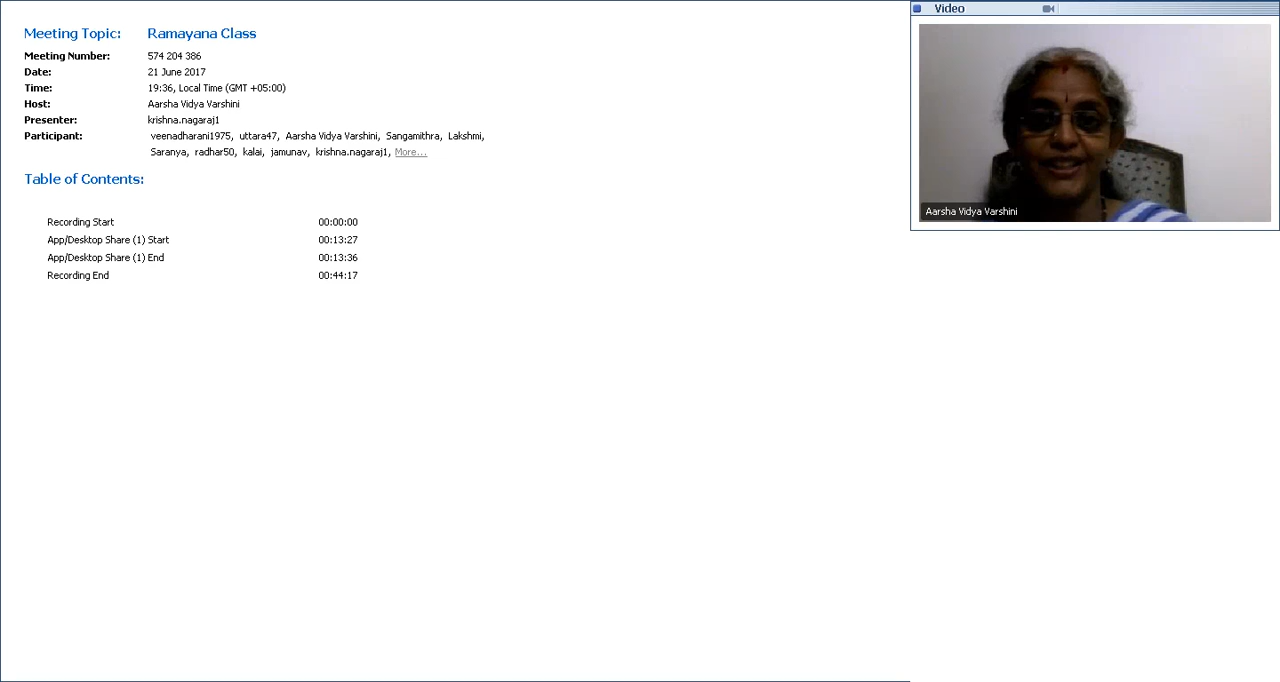 Meeting Topic: Ramayana Class
Meeting Number: 574 204 386
Date: 21 June 2017
Time: 19:36, Local Time (GMT +05:00)
Host: Aarsha Vidya Varshini
Presenter: krishna.nagaraj1
Participant: veenadharani1975, uttara47, Aarsha Vidya Varshini, Sangamithra, Lakshmi,
Saranya, radhar50, kalai, jamunav, krishna.nagaraj1, More...
Table of Contents:
Recording Start 00:00:00
App/Desktop Share (1) Start 00:13:27
App/Desktop Share (1) End 00:13:36
Recording End 00:44:17
Video
Aarsha Vidya Varshini